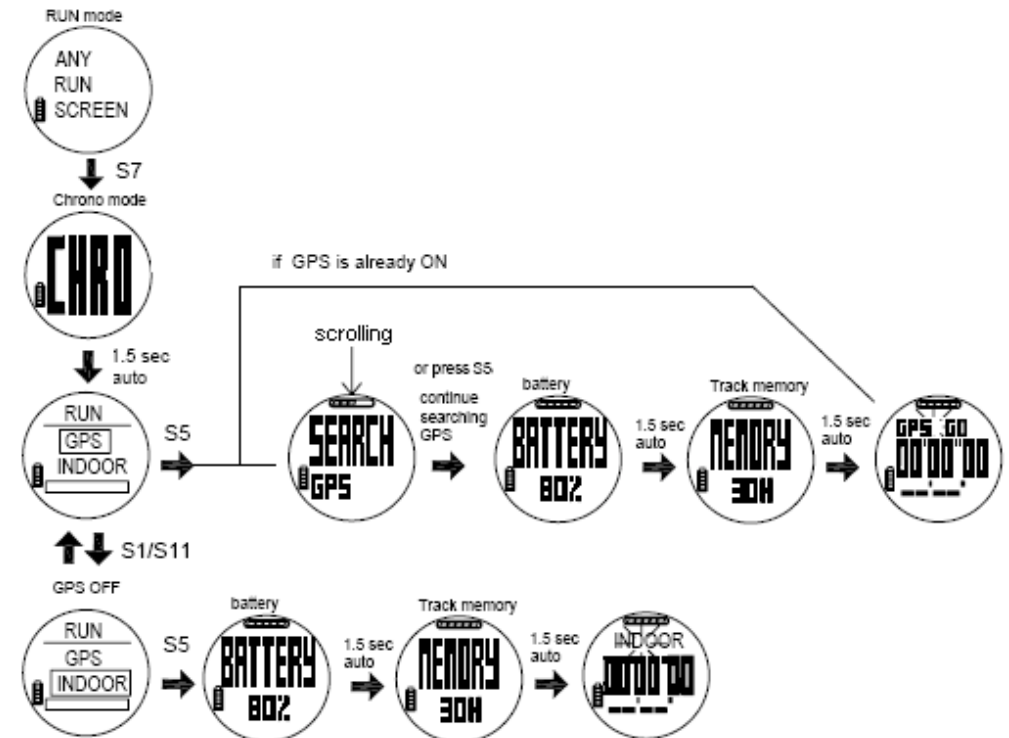 RUN mode
ANY
RUN
SCREEN
S7
Chrono mode
CHRO
1.5 sec
auto
if GPS is already ON
RUN
GPS
INDOOR
S5
scrolling
SEARCH
GPS
or press S5
continue
searching
GPS
battery
BATTERY
80%
1.5 sec
auto
Track memory
MEMORY
30H
1.5 sec
auto
GPS GO
00'00"00
--'--'
S1/S11
GPS OFF
RUN
GPS
INDOOR
S5
battery
BATTERY
80%
1.5 sec
auto
Track memory
MEMORY
30H
1.5 sec
auto
INDOOR
00'00"00
--'--'